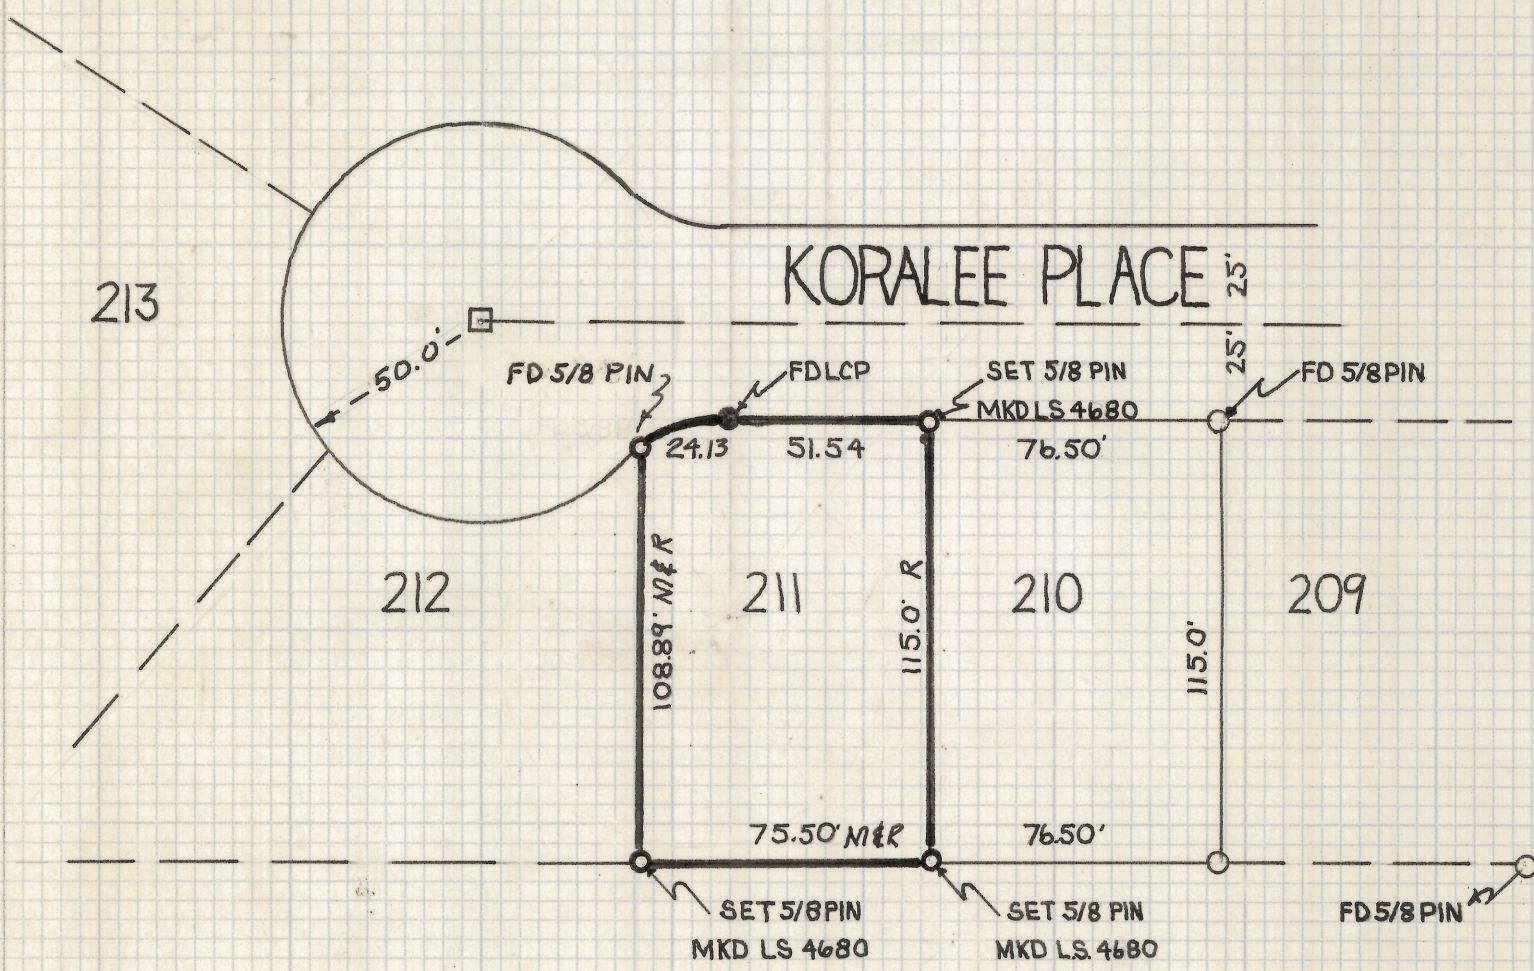 KORALEE PLACE
25'
25'
213
50.0'
FD 5/8 PIN
FD LCP
SET 5/8 PIN
MKD LS 4680
FD 5/8 PIN
24.13
51.54
76.50'
108.89' M&R
115.0' R
115.0'
212
211
210
209
75.50' M&R
76.50'
SET 5/8 PIN
MKD LS 4680
SET 5/8 PIN
MKD L.S. 4680
FD 5/8 PIN